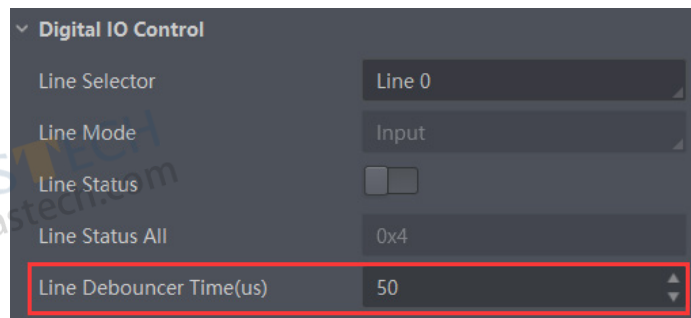 Digital IO Control
Line Selector
Line 0
Line Mode
Input
Line Status
Line Status All
0x4
Line Debouncer Time(us)
50